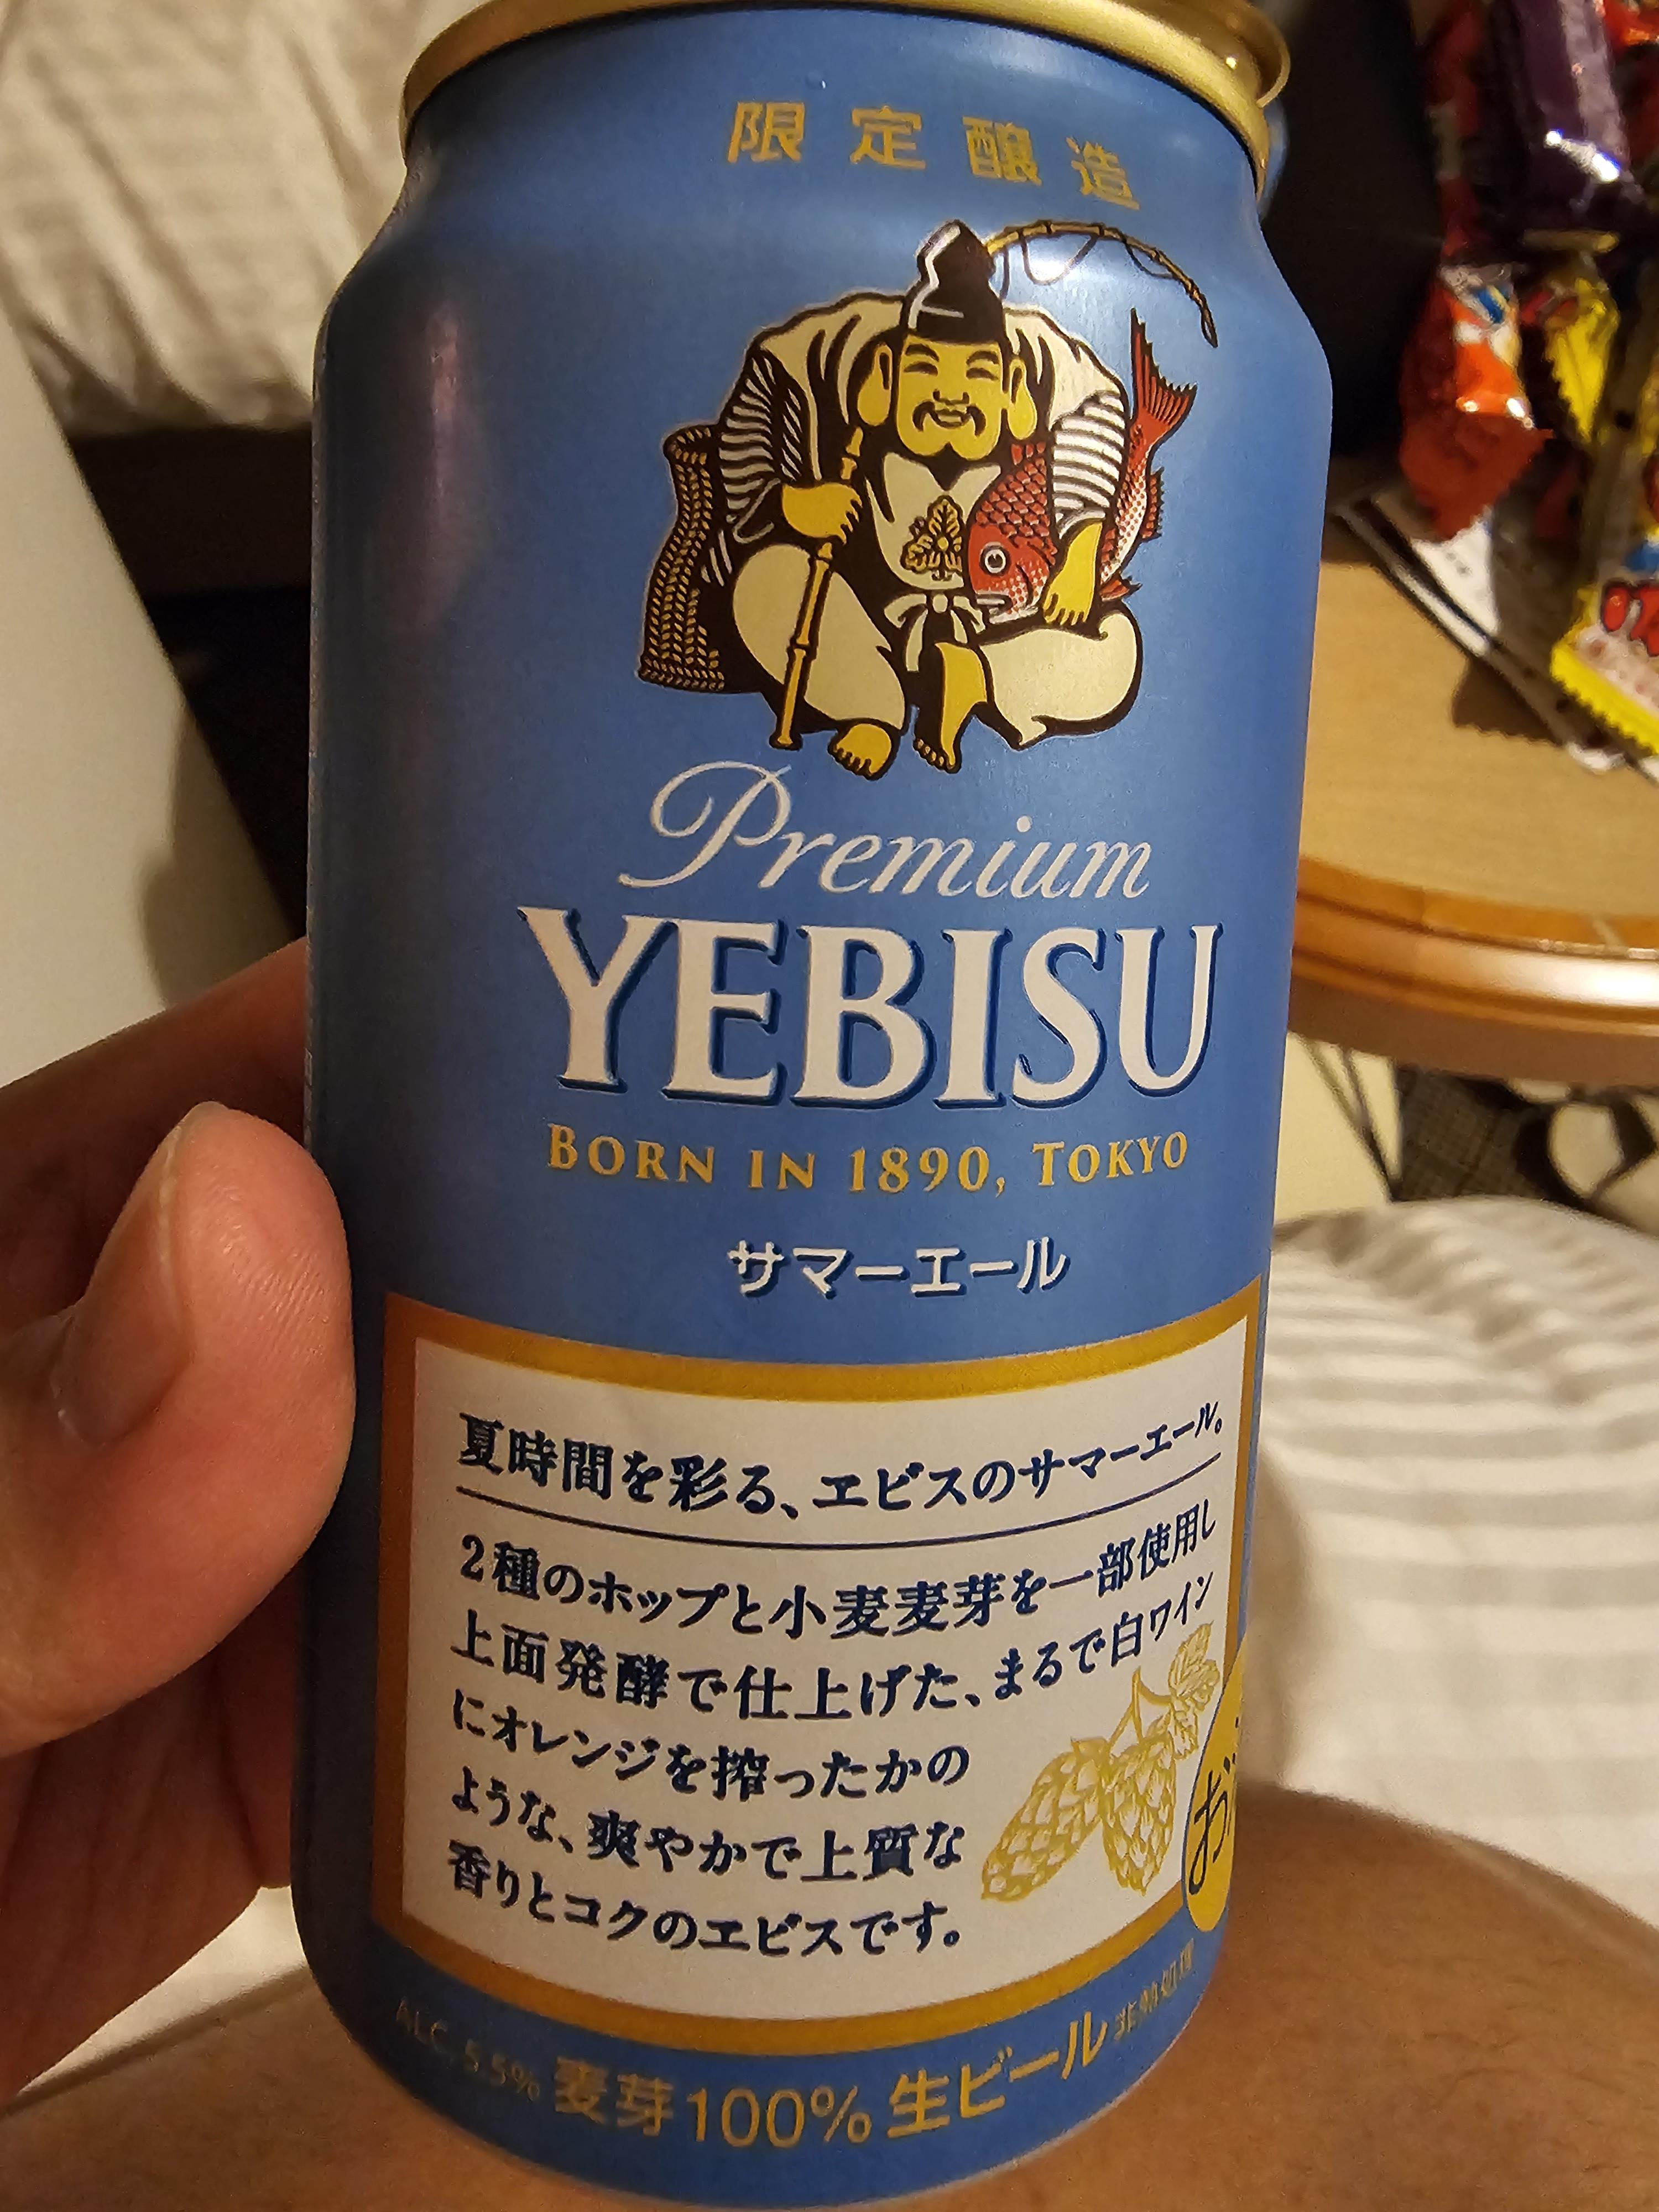 限定醸造
Premium
YEBISU
BORN IN 1890, TOKYO
サマーエール
夏時間を彩る、エビスのサマーエール。
2種のホップと小麦麦芽を一部使用し
上面発酵で仕上げた、まるで白ワイン
にオレンジを搾ったかの
ような、爽やかで上質な
香りとコクのエビスです。
お
ALC. 5.5% 麦芽100% 生ビール 非熱処理